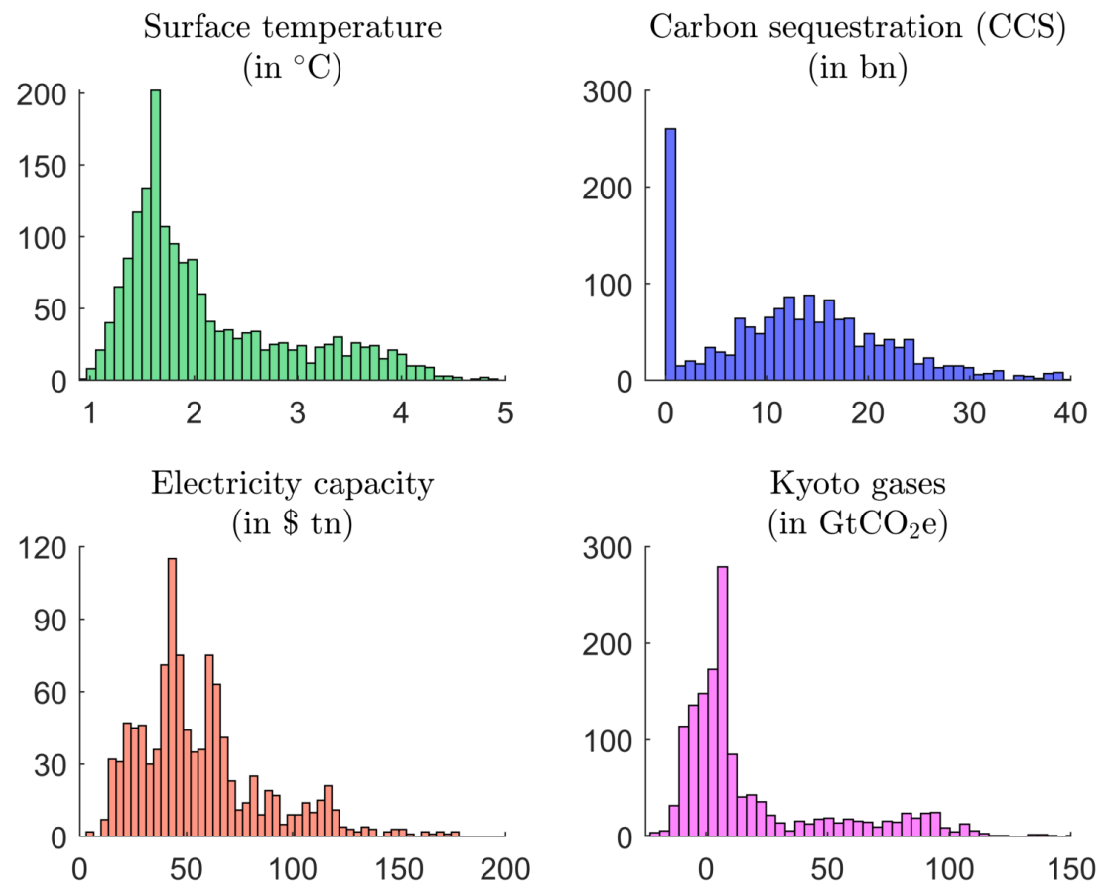 Surface temperature
(in °C)
200
150
100
50
0
1 2 3 4 5
Carbon sequestration (CCS)
(in bn)
300
200
100
0
0 10 20 30 40
Electricity capacity
(in $ tn)
120
90
60
30
0
0 50 100 150 200
Kyoto gases
(in GtCO₂e)
300
200
100
0
0 50 100 150